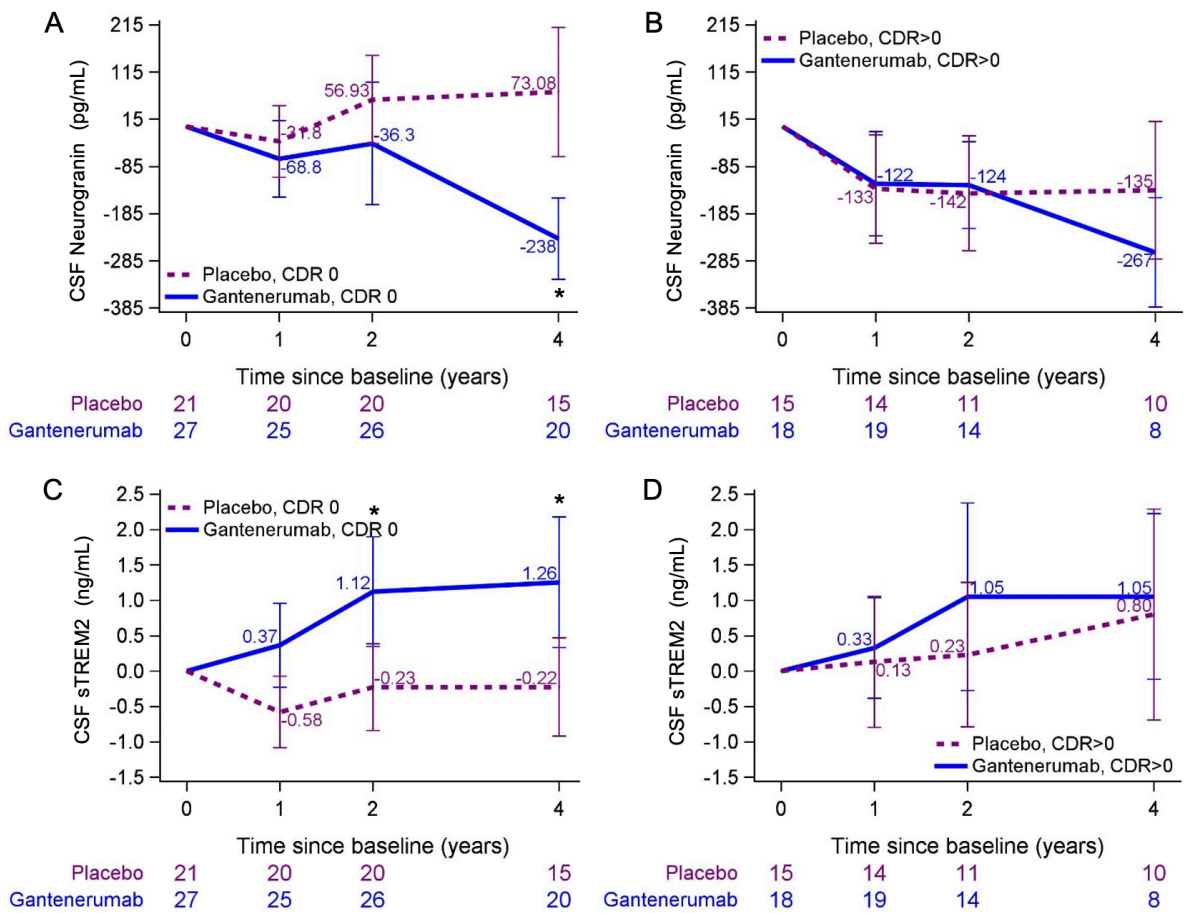 A
CSF Neurogranin (pg/mL)
215
115
15
-85
-185
-285
-385
56.93
73.08
-31.8
-68.8
-36.3
-238
Placebo, CDR 0
Gantenerumab, CDR 0
*
0 1 2 4
Time since baseline (years)
Placebo 21 20 20 15
Gantenerumab 27 25 26 20
B
CSF Neurogranin (pg/mL)
215
115
15
-85
-185
-285
-385
Placebo, CDR>0
Gantenerumab, CDR>0
-122
-124
-135
-133
-142
-267
0 1 2 4
Time since baseline (years)
Placebo 15 14 11 10
Gantenerumab 18 19 14 8
C
CSF sTREM2 (ng/mL)
2.5
2.0
1.5
1.0
0.5
0.0
-0.5
-1.0
-1.5
Placebo, CDR 0
Gantenerumab, CDR 0
*
*
0.37
1.12
1.26
-0.58
-0.23
-0.22
0 1 2 4
Time since baseline (years)
Placebo 21 20 20 15
Gantenerumab 27 25 26 20
D
CSF sTREM2 (ng/mL)
2.5
2.0
1.5
1.0
0.5
0.0
-0.5
-1.0
-1.5
0.33
1.05
1.05
0.80
0.13
0.23
Placebo, CDR>0
Gantenerumab, CDR>0
0 1 2 4
Time since baseline (years)
Placebo 15 14 11 10
Gantenerumab 18 19 14 8